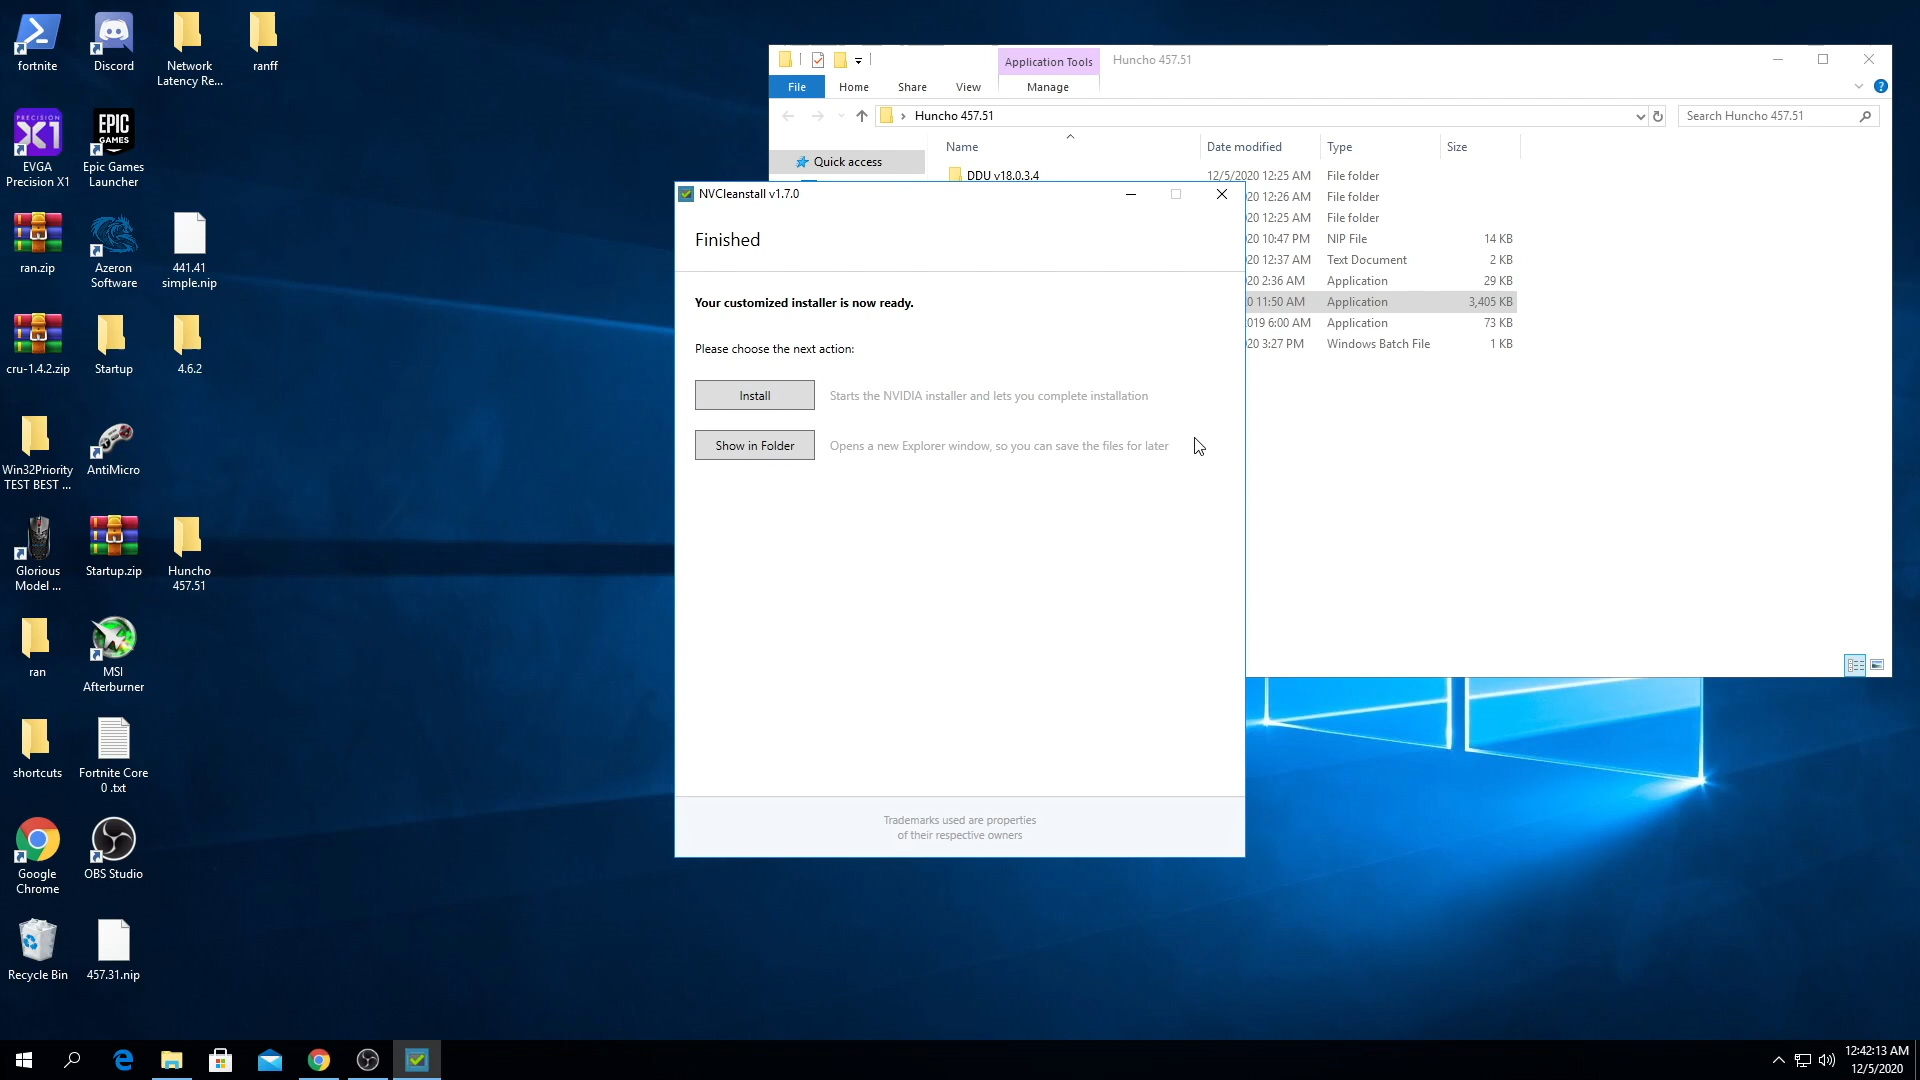 fortnite
Discord
Network
Latency Re...
ranff
EVGA
Precision X1
Epic Games
Launcher
ran.zip
Azeron
Software
441.41
simple.nip
cru-1.4.2.zip
Startup
4.6.2
Win32Priority
TEST BEST ...
AntiMicro
Glorious
Model ...
Startup.zip
Huncho
457.51
ran
MSI
Afterburner
shortcuts
Fortnite Core
0 .txt
Google
Chrome
OBS Studio
Recycle Bin
457.31.nip
PRECISION
X1
EPIC
GAMES
Application Tools
Huncho 457.51
File
Home
Share
View
Manage
Huncho 457.51
Search Huncho 457.51
Quick access
Name
Date modified
Type
Size
DDU v18.0.3.4
12/5/2020 12:25 AM
File folder
20 12:26 AM
File folder
20 12:25 AM
File folder
20 10:47 PM
NIP File
14 KB
20 12:37 AM
Text Document
2 KB
20 2:36 AM
Application
29 KB
0 11:50 AM
Application
3,405 KB
019 6:00 AM
Application
73 KB
20 3:27 PM
Windows Batch File
1 KB
NVCleanstall v1.7.0
Finished
Your customized installer is now ready.
Please choose the next action:
Install
Starts the NVIDIA installer and lets you complete installation
Show in Folder
Opens a new Explorer window, so you can save the files for later
Trademarks used are properties
of their respective owners
12:42:13 AM
12/5/2020